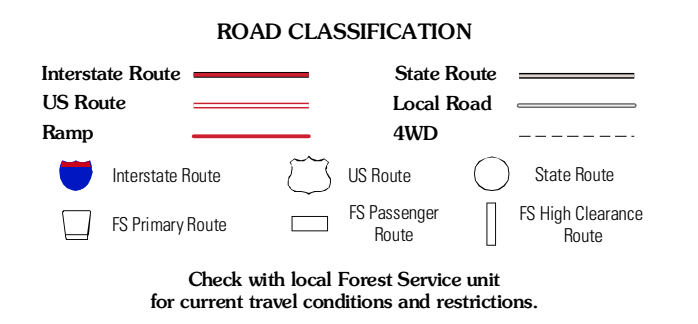 ROAD CLASSIFICATION
Interstate Route
State Route
US Route
Local Road
Ramp
4WD
Interstate Route
US Route
State Route
FS Primary Route
FS Passenger
Route
FS High Clearance
Route
Check with local Forest Service unit
for current travel conditions and restrictions.